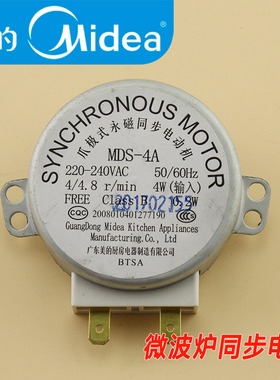 的 Midea
SYNCHRONOUS MOTOR
爪极式永磁同步电动机
MDS-4A
220-240VAC 50/60Hz
4/4.8 r/min 4W(输入)
FREE Class B 0.2W
2008010401277190
GuangDong Midea Kitchen Appliances
Manufacturing.Co., Ltd
广东美的厨房电器制造有限公司
BTSA
微波炉同步电